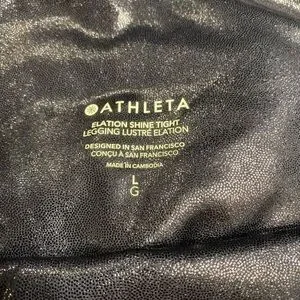 ATHLETA
ELATION SHINE TIGHT
LEGGING LUSTRÉ ELATION
DESIGNED IN SAN FRANCISCO
CONÇU À SAN FRANCISCO
MADE IN CAMBODIA
L
G